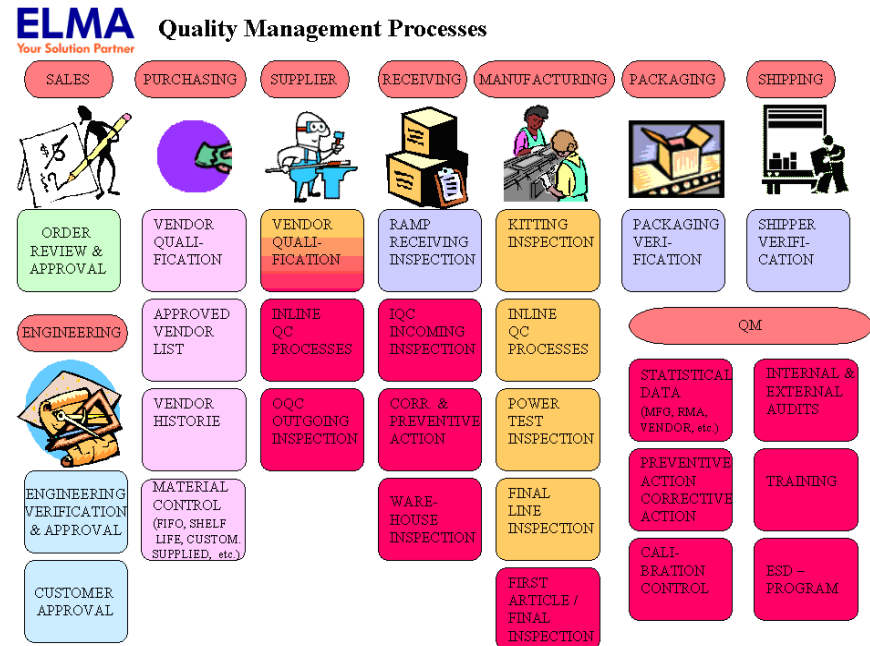 ELMA
Your Solution Partner
Quality Management Processes
SALES
PURCHASING
SUPPLIER
RECEIVING
MANUFACTURING
PACKAGING
SHIPPING
$/6
?
ORDER
REVIEW &
APPROVAL
VENDOR
QUALI-
FICATION
VENDOR
QUALI-
FICATION
RAMP
RECEIVING
INSPECTION
KITTING
INSPECTION
PACKAGING
VERI-
FICATION
SHIPPER
VERIFI-
CATION
ENGINEERING
APPROVED
VENDOR
LIST
INLINE
QC
PROCESSES
IQC
INCOMING
INSPECTION
INLINE
QC
PROCESSES
QM
VENDOR
HISTORIE
OQC
OUTGOING
INSPECTION
CORR. &
PREVENTIVE
ACTION
POWER
TEST
INSPECTION
STATISTICAL
DATA
(MFG, RMA,
VENDOR, etc.)
INTERNAL &
EXTERNAL
AUDITS
ENGINEERING
VERIFICATION
& APPROVAL
MATERIAL
CONTROL
(FIFO, SHELF
LIFE, CUSTOM.
SUPPLIED, etc.)
WARE-
HOUSE
INSPECTION
FINAL
LINE
INSPECTION
PREVENTIVE
ACTION
CORRECTIVE
ACTION
TRAINING
CUSTOMER
APPROVAL
FIRST
ARTICLE /
FINAL
INSPECTION
CALI-
BRATION
CONTROL
ESD –
PROGRAM